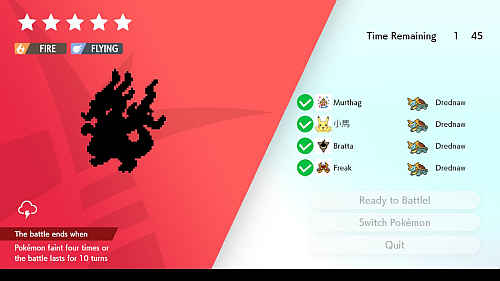 FIRE FLYING
Time Remaining 1 45
Murthag Drednaw
小馬 Drednaw
Bratta Drednaw
Freak Drednaw
Ready to Battle!
Switch Pokémon
Quit
The battle ends when
Pokémon faint four times or
the battle lasts for 10 turns